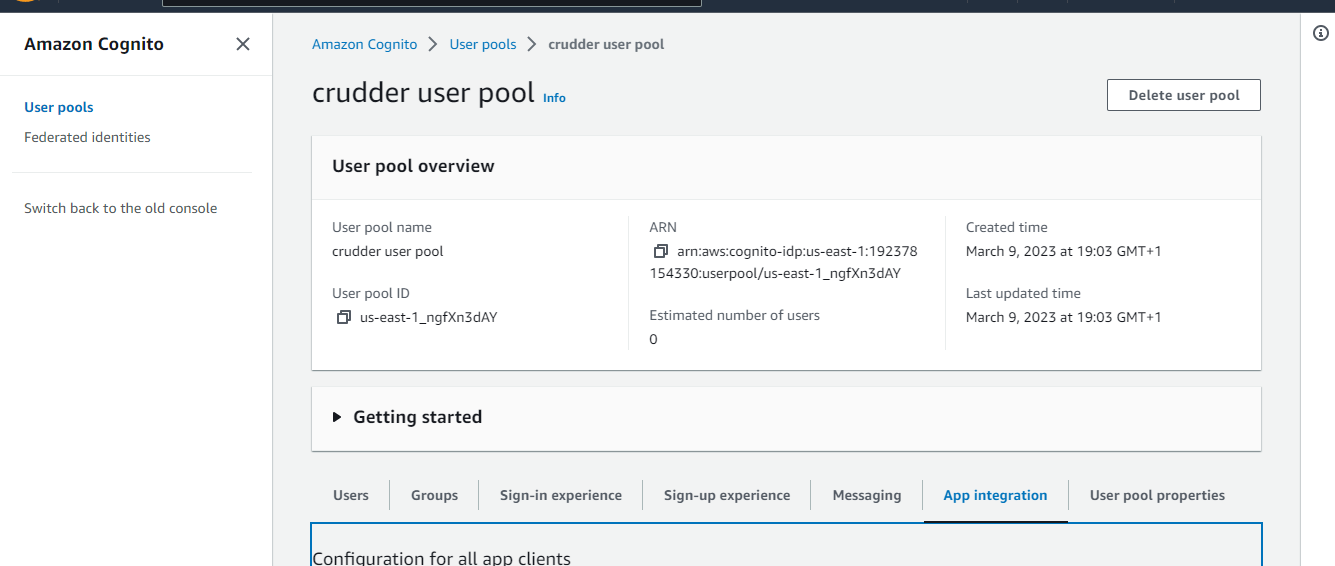 Amazon Cognito
User pools
Federated identities
Switch back to the old console
Amazon Cognito User pools crudder user pool
crudder user pool Info
Delete user pool
User pool overview
User pool name
crudder user pool
User pool ID
us-east-1_ngfXn3dAY
ARN
arn:aws:cognito-idp:us-east-1:192378
154330:userpool/us-east-1_ngfXn3dAY
Estimated number of users
0
Created time
March 9, 2023 at 19:03 GMT+1
Last updated time
March 9, 2023 at 19:03 GMT+1
Getting started
Users Groups Sign-in experience Sign-up experience Messaging App integration User pool properties
Configuration for all app clients